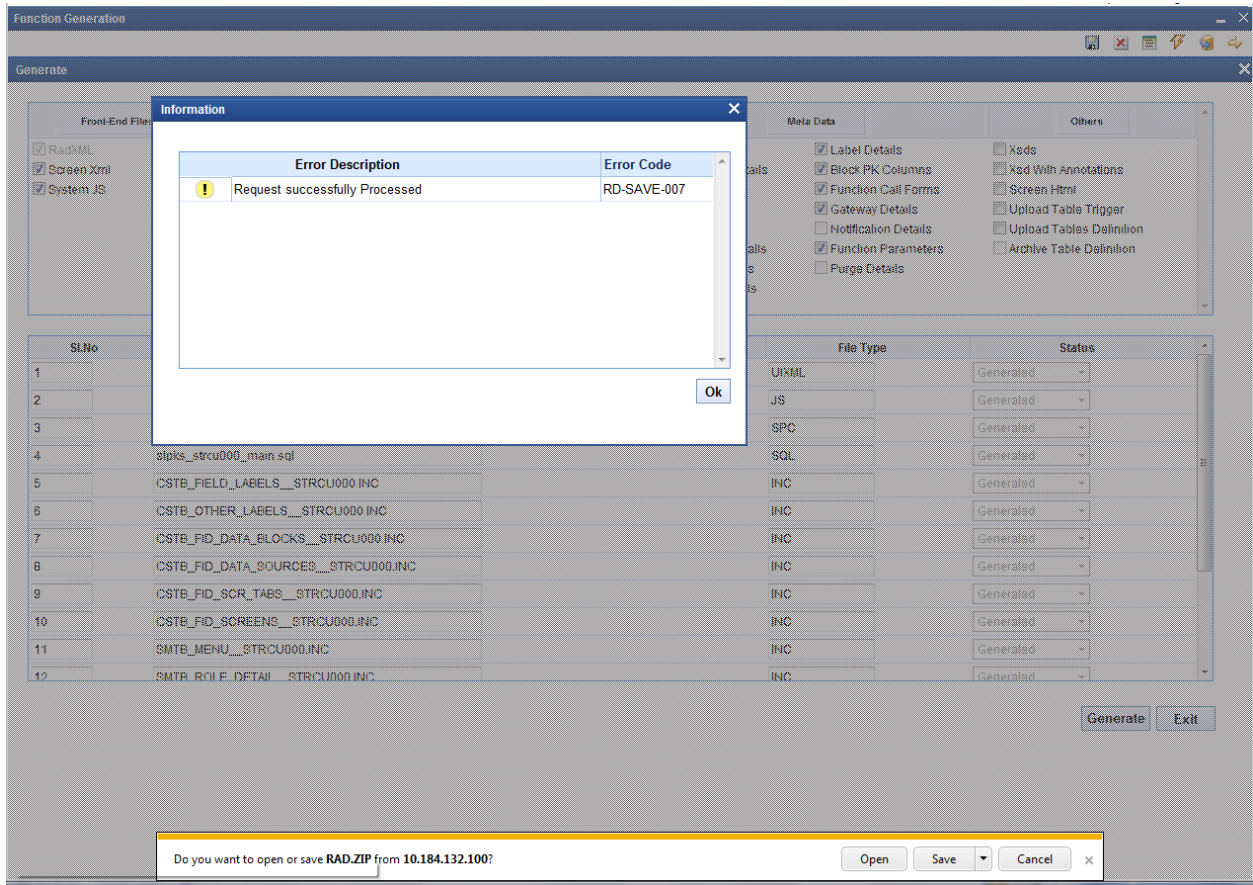 Function Generation
Generate
Information
Front-End Files
Meta Data
Others
RadXML
Screen Xml
System JS
Error Description Error Code
Request successfully Processed RD-SAVE-007
Label Details
Block PK Columns
Function Call Forms
Gateway Details
Notification Details
Function Parameters
Purge Details
Xsds
Xsd With Annotations
Screen Html
Upload Table Trigger
Upload Tables Definition
Archive Table Definition
Ok
Sl.No File Type Status
1 UIXML Generated
2 JS Generated
3 SPC Generated
4 stpks_strcu000_main.sql SQL Generated
5 CSTB_FIELD_LABELS__STRCU000.INC INC Generated
6 CSTB_OTHER_LABELS__STRCU000.INC INC Generated
7 CSTB_FID_DATA_BLOCKS__STRCU000.INC INC Generated
8 CSTB_FID_DATA_SOURCES__STRCU000.INC INC Generated
9 CSTB_FID_SCR_TABS__STRCU000.INC INC Generated
10 CSTB_FID_SCREENS__STRCU000.INC INC Generated
11 SMTB_MENU__STRCU000.INC INC Generated
12 SMTB_ROLE_DETAIL__STRCU000.INC INC Generated
Generate Exit
Do you want to open or save RAD.ZIP from 10.184.132.100? Open Save Cancel